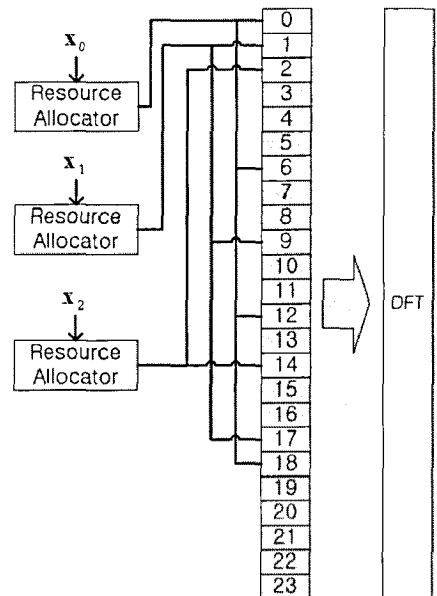 x₀
Resource
Allocator
x₁
Resource
Allocator
x₂
Resource
Allocator
0
1
2
3
4
5
6
7
8
9
10
11
12
13
14
15
16
17
18
19
20
21
22
23
DFT